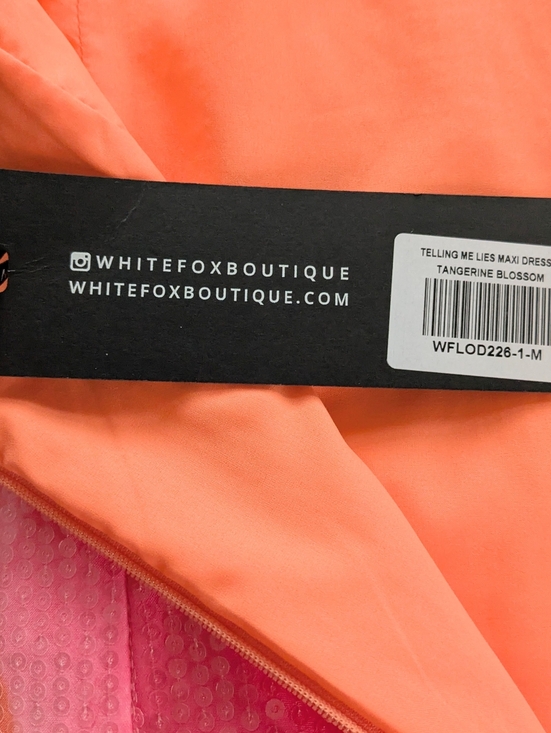 WHITEFOXBOUTIQUE
WHITEFOXBOUTIQUE.COM
TELLING ME LIES MAXI DRESS
TANGERINE BLOSSOM
WFLOD226-1-M